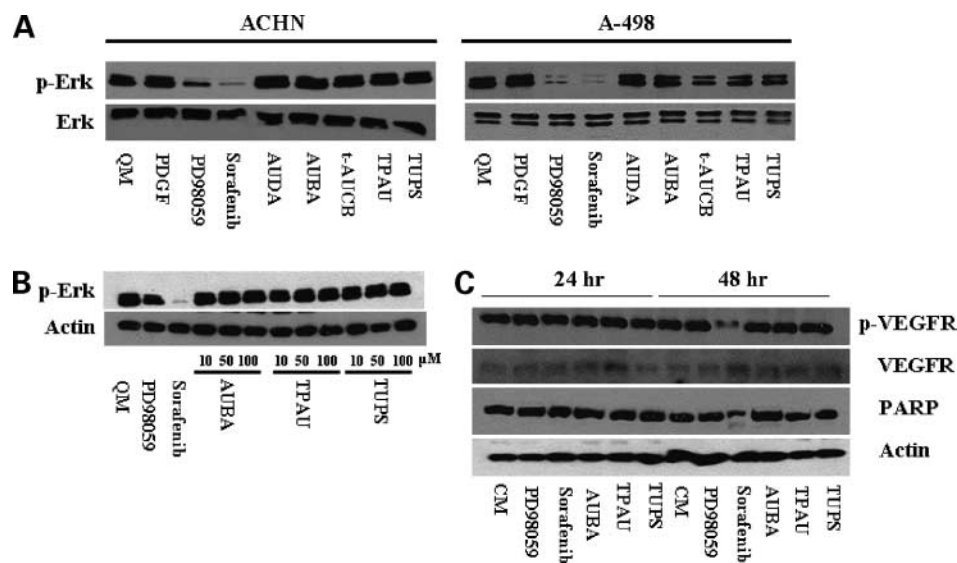 A
ACHN
A-498
p-Erk
Erk
QM
PDGF
PD98059
Sorafenib
AUDA
AUBA
t-AUCB
TPAU
TUPS
QM
PDGF
PD98059
Sorafenib
AUDA
AUBA
t-AUCB
TPAU
TUPS
B
p-Erk
Actin
10 50 100 10 50 100 10 50 100 µM
QM
PD98059
Sorafenib
AUBA
TPAU
TUPS
C
24 hr 48 hr
p-VEGFR
VEGFR
PARP
Actin
CM
PD98059
Sorafenib
AUBA
TPAU
TUPS
CM
PD98059
Sorafenib
AUBA
TPAU
TUPS